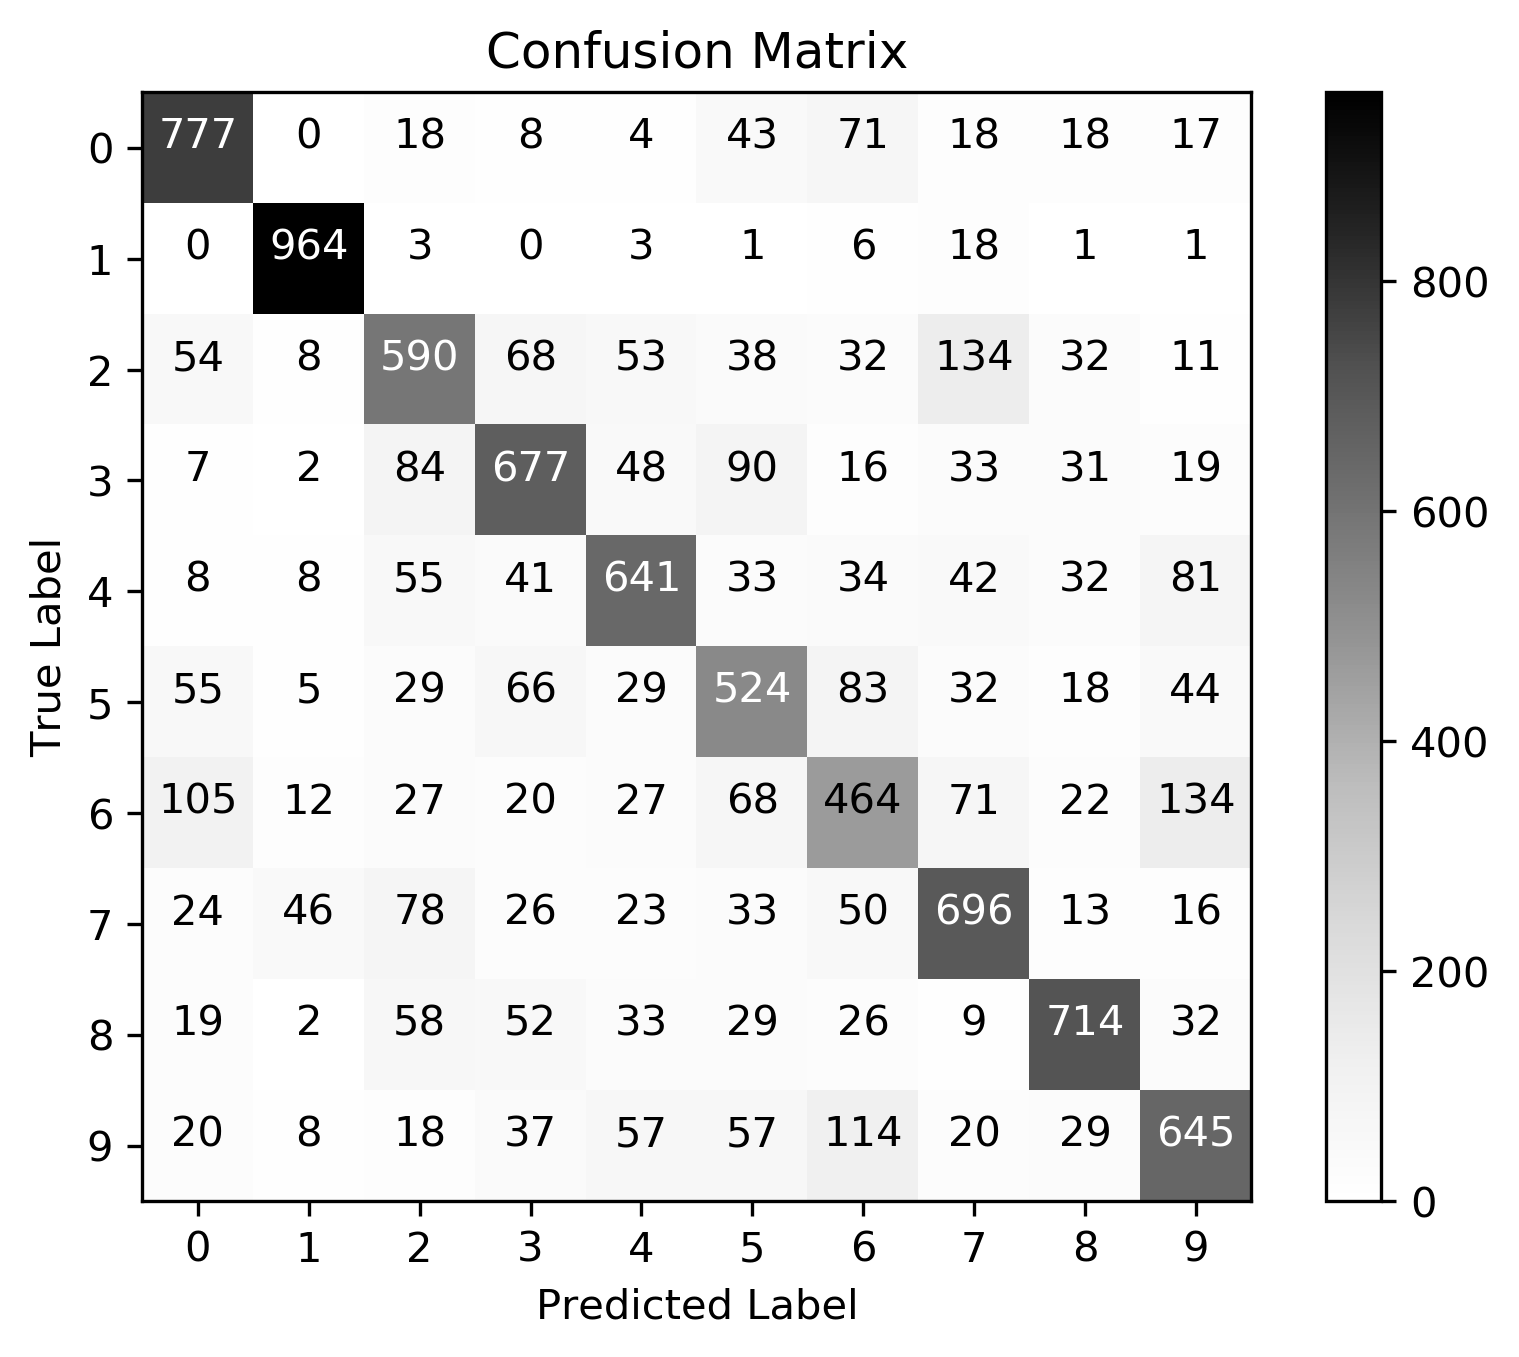 Confusion Matrix
0 777 0 18 8 4 43 71 18 18 17
1 0 964 3 0 3 1 6 18 1 1
2 54 8 590 68 53 38 32 134 32 11
3 7 2 84 677 48 90 16 33 31 19
4 8 8 55 41 641 33 34 42 32 81
5 55 5 29 66 29 524 83 32 18 44
6 105 12 27 20 27 68 464 71 22 134
7 24 46 78 26 23 33 50 696 13 16
8 19 2 58 52 33 29 26 9 714 32
9 20 8 18 37 57 57 114 20 29 645
0 1 2 3 4 5 6 7 8 9
Predicted Label
True Label
800
600
400
200
0